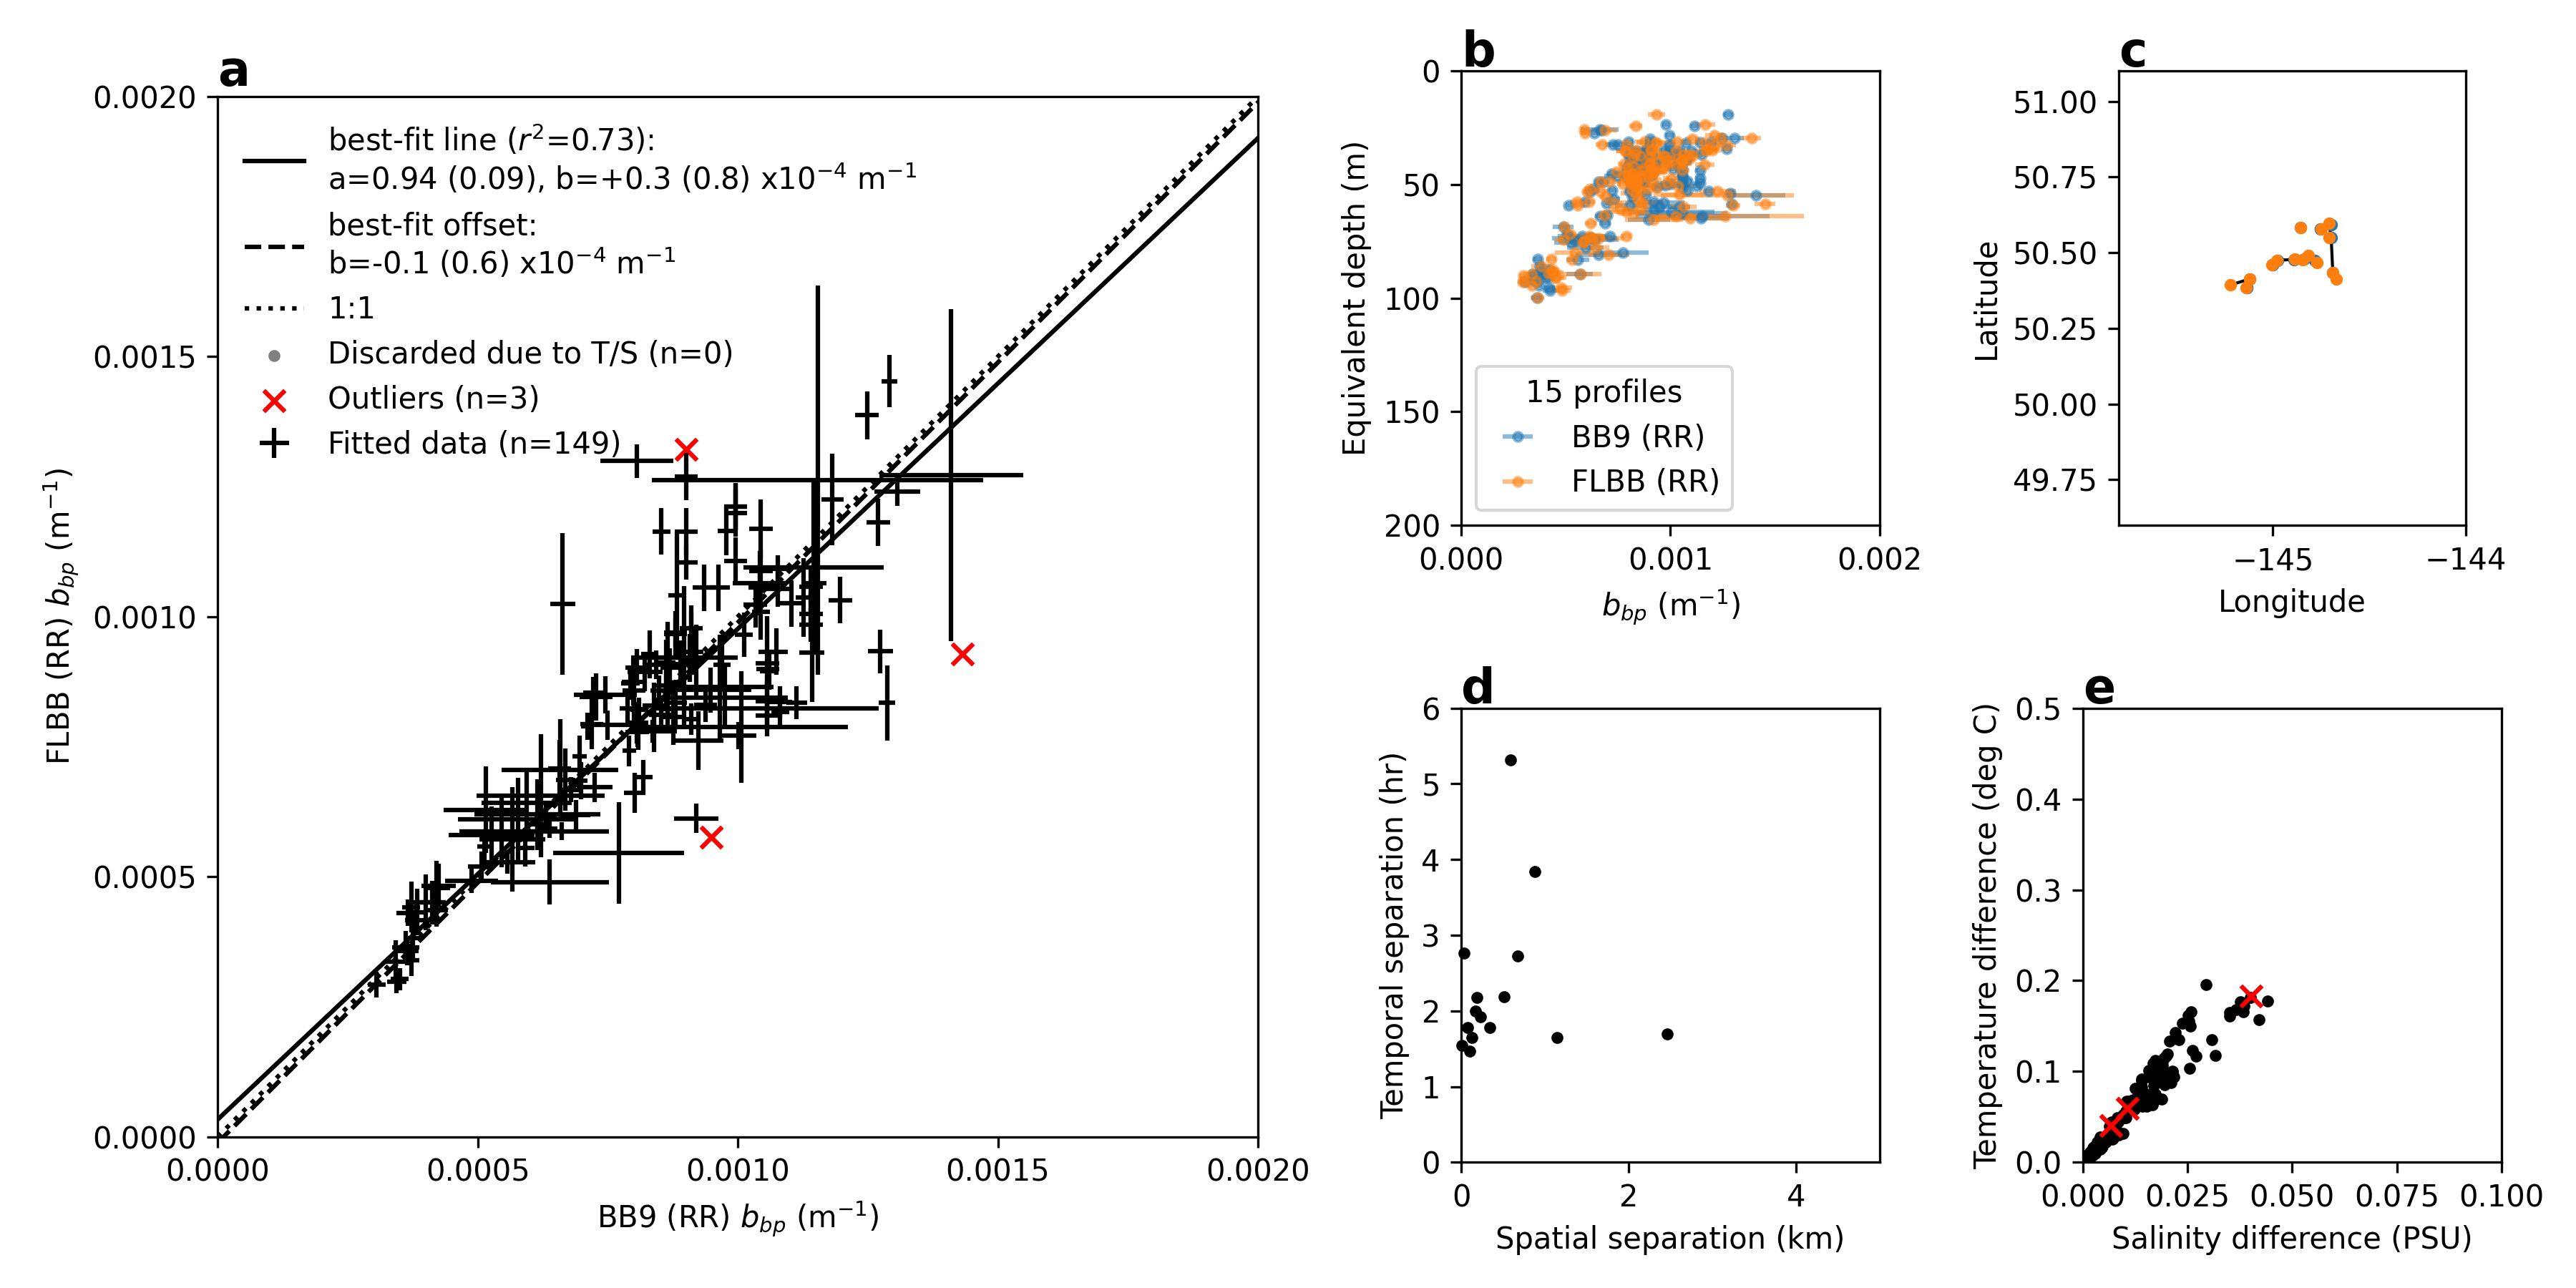 a
0.0020
0.0015
0.0010
0.0005
0.0000
FLBB (RR) b_bp (m⁻¹)
best-fit line (r²=0.73):
a=0.94 (0.09), b=+0.3 (0.8) x10⁻⁴ m⁻¹
best-fit offset:
b=-0.1 (0.6) x10⁻⁴ m⁻¹
1:1
Discarded due to T/S (n=0)
Outliers (n=3)
Fitted data (n=149)
0.0000 0.0005 0.0010 0.0015 0.0020
BB9 (RR) b_bp (m⁻¹)
b
0
50
100
150
200
Equivalent depth (m)
15 profiles
BB9 (RR)
FLBB (RR)
0.000 0.001 0.002
b_bp (m⁻¹)
c
51.00
50.75
50.50
50.25
50.00
49.75
Latitude
−145 −144
Longitude
d
6
5
4
3
2
1
0
Temporal separation (hr)
0 2 4
Spatial separation (km)
e
0.5
0.4
0.3
0.2
0.1
0.0
Temperature difference (deg C)
0.000 0.025 0.050 0.075 0.100
Salinity difference (PSU)